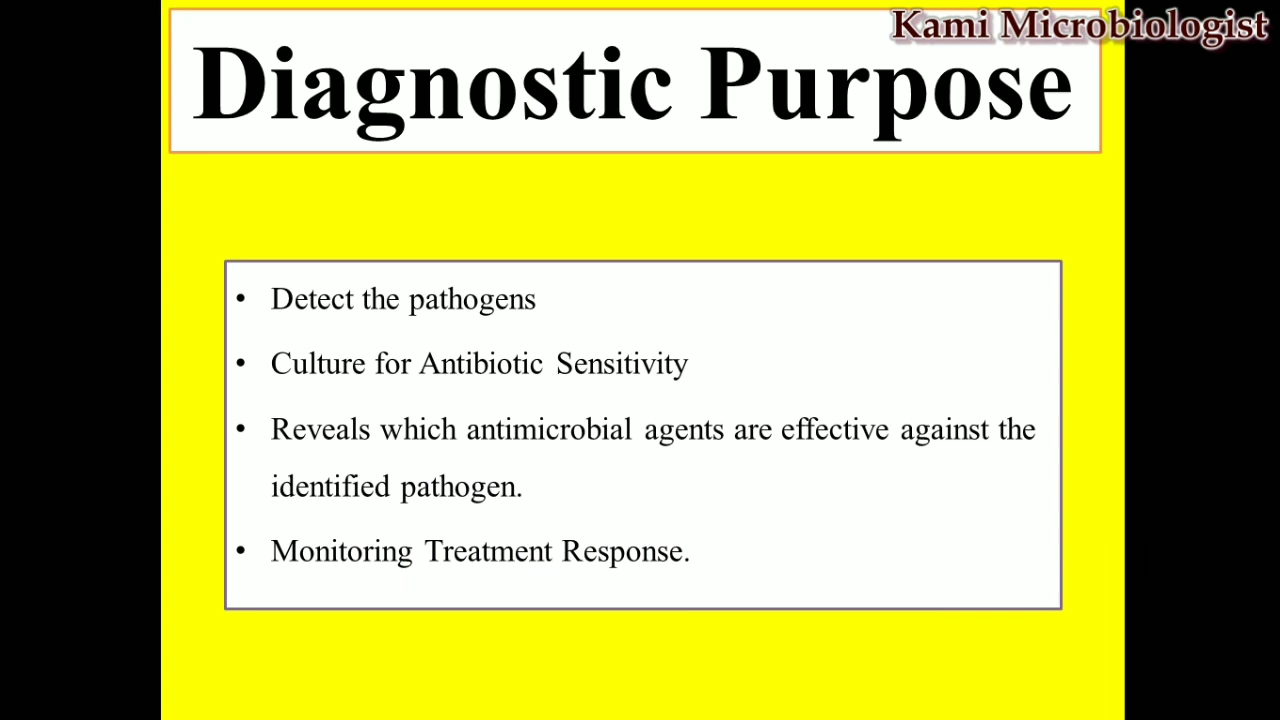 Kami Microbiologist
Diagnostic Purpose
• Detect the pathogens
• Culture for Antibiotic Sensitivity
• Reveals which antimicrobial agents are effective against the
identified pathogen.
• Monitoring Treatment Response.